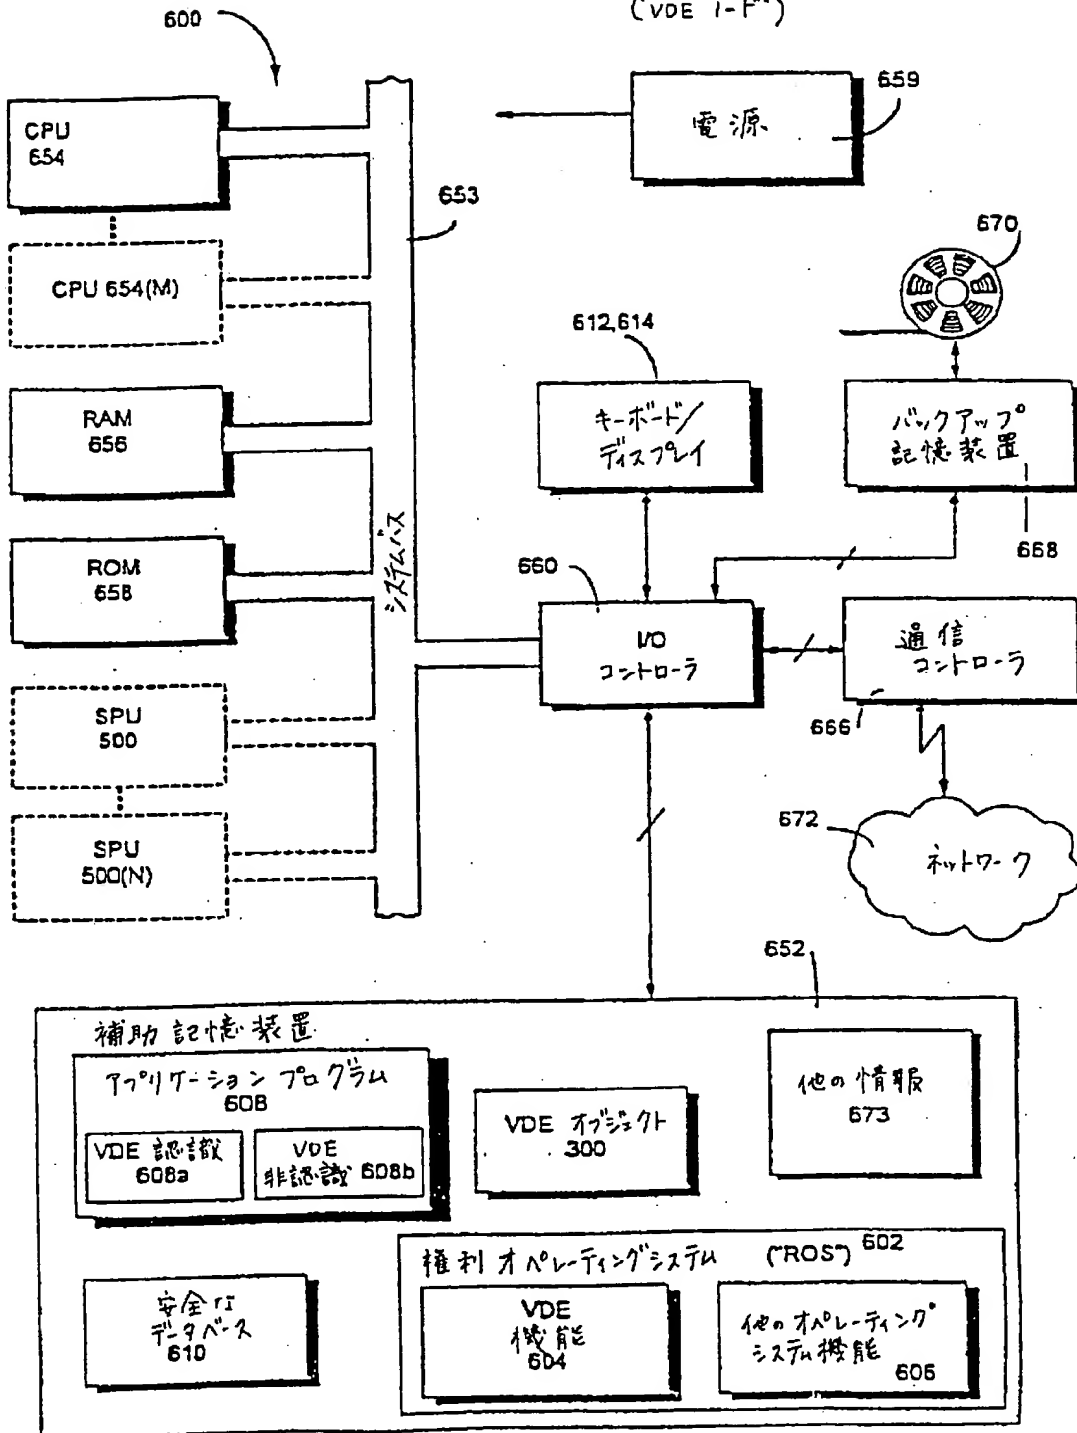 (VDE ノード)
600
電源
659
CPU
654
653
CPU 654(M)
670
612,614
キーボード/
ディスプレイ
バックアップ
記憶装置
668
RAM
656
システムバス
ROM
658
660
I/O
コントローラ
通信
コントローラ
666
SPU
500
SPU
500(N)
672
ネットワーク
652
補助記憶装置
アプリケーション プログラム
608
VDE 認識
608a
VDE
非認識 608b
VDE オブジェクト
300
他の情報
673
安全な
データベース
610
権利オペレーティングシステム ("ROS") 602
VDE
機能
604
他のオペレーティング
システム機能
606